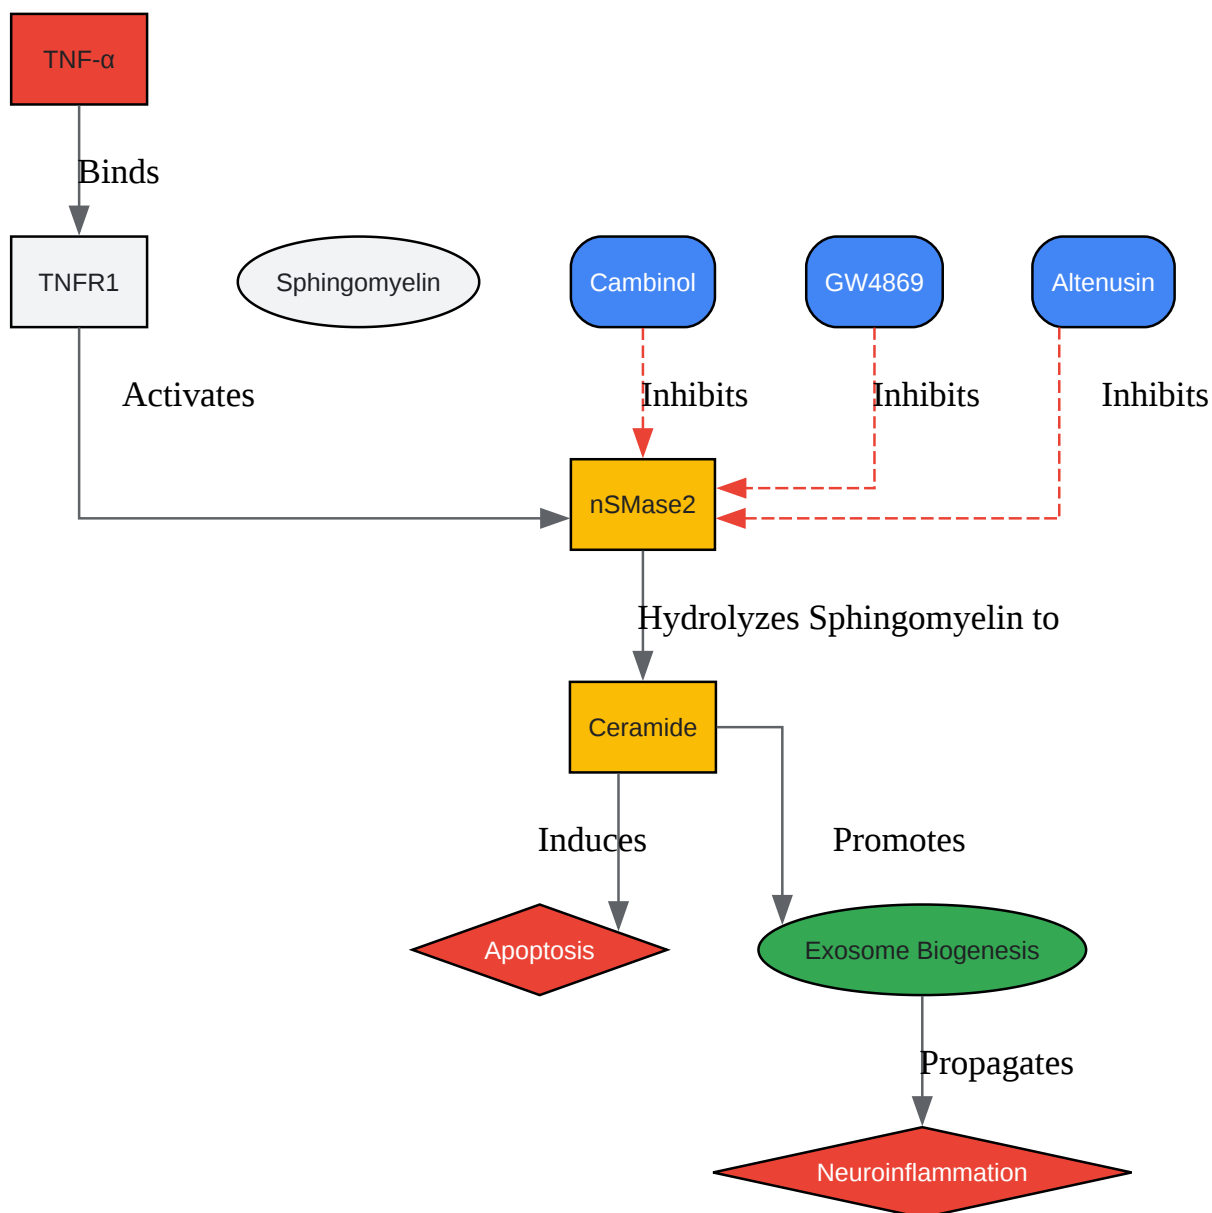 TNF-α
Binds
TNFR1
Sphingomyelin
Cambinol
GW4869
Altenusin
Activates
Inhibits
Inhibits
Inhibits
nSMase2
Hydrolyzes Sphingomyelin to
Ceramide
Induces
Promotes
Apoptosis
Exosome Biogenesis
Propagates
Neuroinflammation